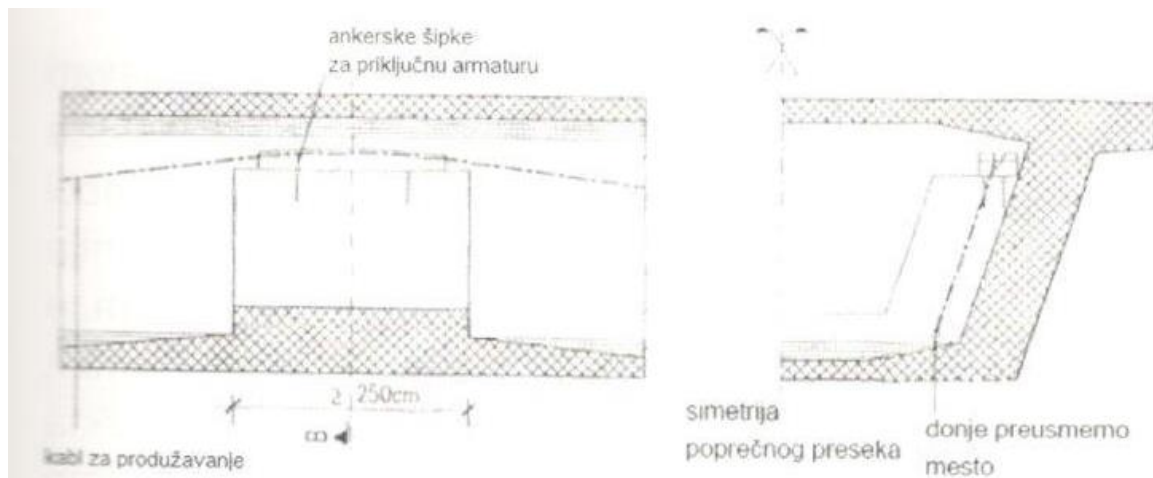 ankerske šipke
za priključnu armaturu
≥ 250cm
kabl za produžavanje
simetrija
poprečnog preseka
donje preusmerno
mesto